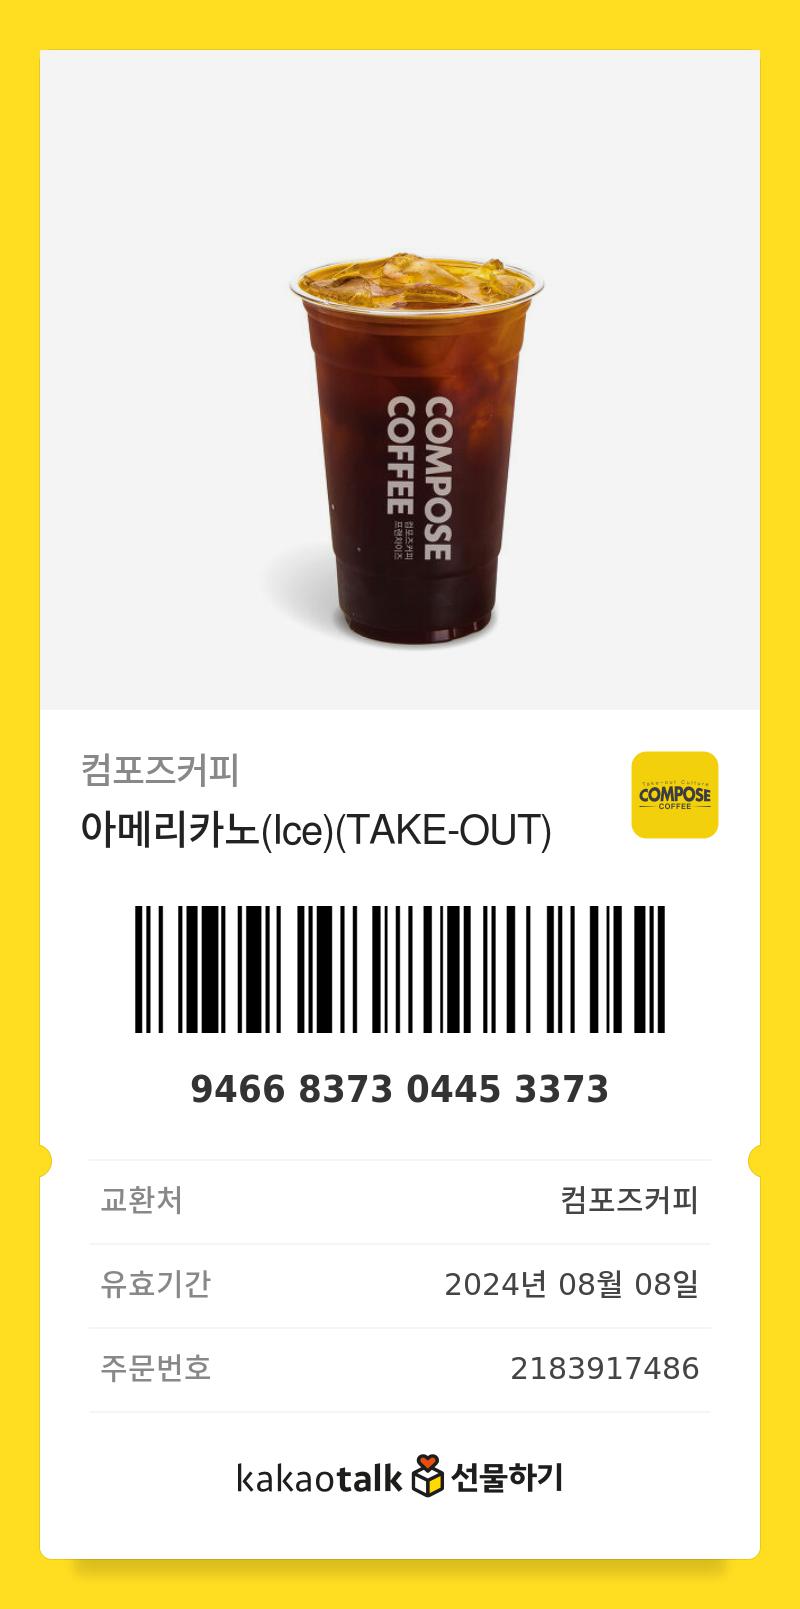 COMPOSE
COFFEE
컴포즈커피
프랜차이즈
컴포즈커피
아메리카노(Ice)(TAKE-OUT)
Take-out Culture
COMPOSE
COFFEE
9466 8373 0445 3373
교환처 컴포즈커피
유효기간 2024년 08월 08일
주문번호 2183917486
kakaotalk 선물하기